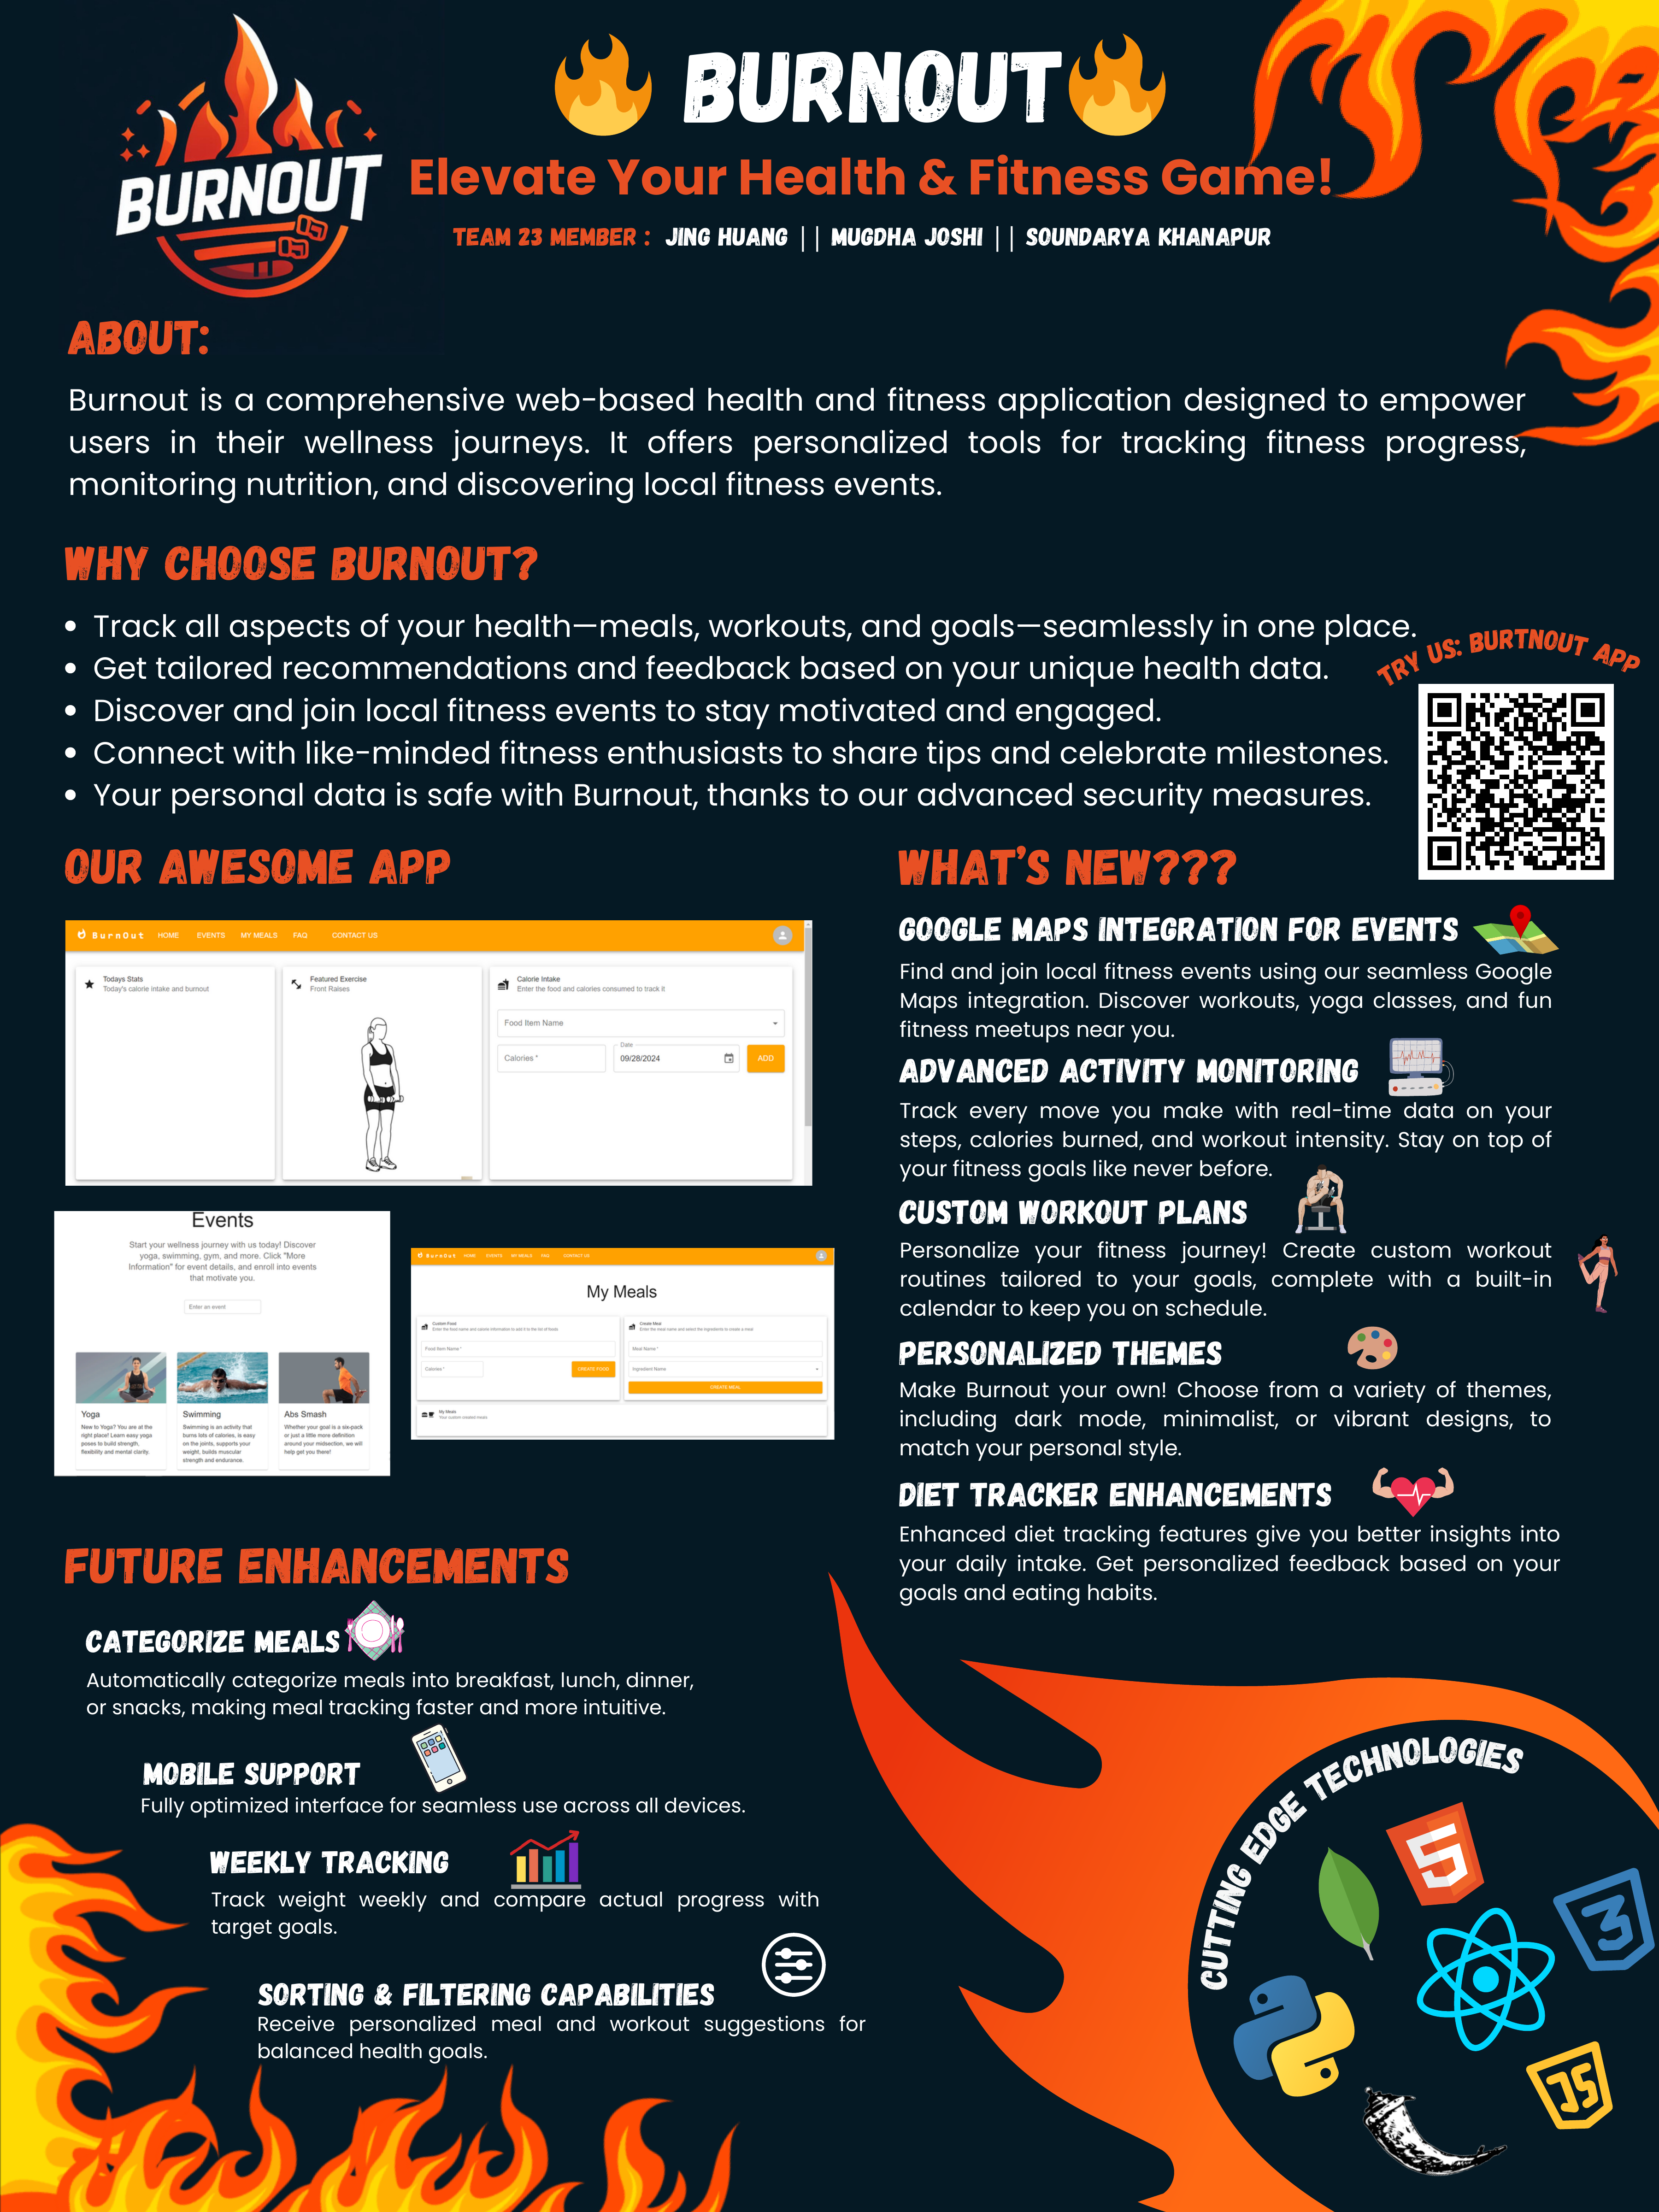 BURNOUT
BURNOUT
Elevate Your Health & Fitness Game!
TEAM 23 MEMBER : JING HUANG || MUGDHA JOSHI || SOUNDARYA KHANAPUR
ABOUT:
Burnout is a comprehensive web-based health and fitness application designed to empower
users in their wellness journeys. It offers personalized tools for tracking fitness progress,
monitoring nutrition, and discovering local fitness events.
WHY CHOOSE BURNOUT?
• Track all aspects of your health—meals, workouts, and goals—seamlessly in one place.
• Get tailored recommendations and feedback based on your unique health data.
• Discover and join local fitness events to stay motivated and engaged.
• Connect with like-minded fitness enthusiasts to share tips and celebrate milestones.
• Your personal data is safe with Burnout, thanks to our advanced security measures.
TRY US: BURTNOUT APP
OUR AWESOME APP
BurnOut HOME EVENTS MY MEALS FAQ CONTACT US
Todays Stats
Today's calorie intake and burnout
Featured Exercise
Front Raises
Calorie Intake
Enter the food and calories consumed to track it
Food Item Name
Calories *
Date
09/28/2024
ADD
Events
Start your wellness journey with us today! Discover
yoga, swimming, gym, and more. Click "More
Information" for event details, and enroll into events
that motivate you.
Enter an event
Yoga
New to Yoga? You are at the
right place! Learn easy yoga
poses to build strength,
flexibility and mental clarity.
Swimming
Swimming is an activity that
burns lots of calories, is easy
on the joints, supports your
weight, builds muscular
strength and endurance.
Abs Smash
Whether your goal is a six-pack
or just a little more definition
around your midsection, we will
help get you there!
BurnOut HOME EVENTS MY MEALS FAQ CONTACT US
My Meals
Custom Food
Enter the food name and calorie information to add it to the list of foods
Food Item Name *
Calories *
CREATE FOOD
Create Meal
Enter the meal name and select the ingredients to create a meal
Meal Name *
Ingredient Name
CREATE MEAL
My Meals
Your custom created meals
WHAT'S NEW???
GOOGLE MAPS INTEGRATION FOR EVENTS
Find and join local fitness events using our seamless Google
Maps integration. Discover workouts, yoga classes, and fun
fitness meetups near you.
ADVANCED ACTIVITY MONITORING
Track every move you make with real-time data on your
steps, calories burned, and workout intensity. Stay on top of
your fitness goals like never before.
CUSTOM WORKOUT PLANS
Personalize your fitness journey! Create custom workout
routines tailored to your goals, complete with a built-in
calendar to keep you on schedule.
PERSONALIZED THEMES
Make Burnout your own! Choose from a variety of themes,
including dark mode, minimalist, or vibrant designs, to
match your personal style.
DIET TRACKER ENHANCEMENTS
Enhanced diet tracking features give you better insights into
your daily intake. Get personalized feedback based on your
goals and eating habits.
FUTURE ENHANCEMENTS
CATEGORIZE MEALS
Automatically categorize meals into breakfast, lunch, dinner,
or snacks, making meal tracking faster and more intuitive.
MOBILE SUPPORT
Fully optimized interface for seamless use across all devices.
WEEKLY TRACKING
Track weight weekly and compare actual progress with
target goals.
SORTING & FILTERING CAPABILITIES
Receive personalized meal and workout suggestions for
balanced health goals.
CUTTING EDGE TECHNOLOGIES
5
3
JS